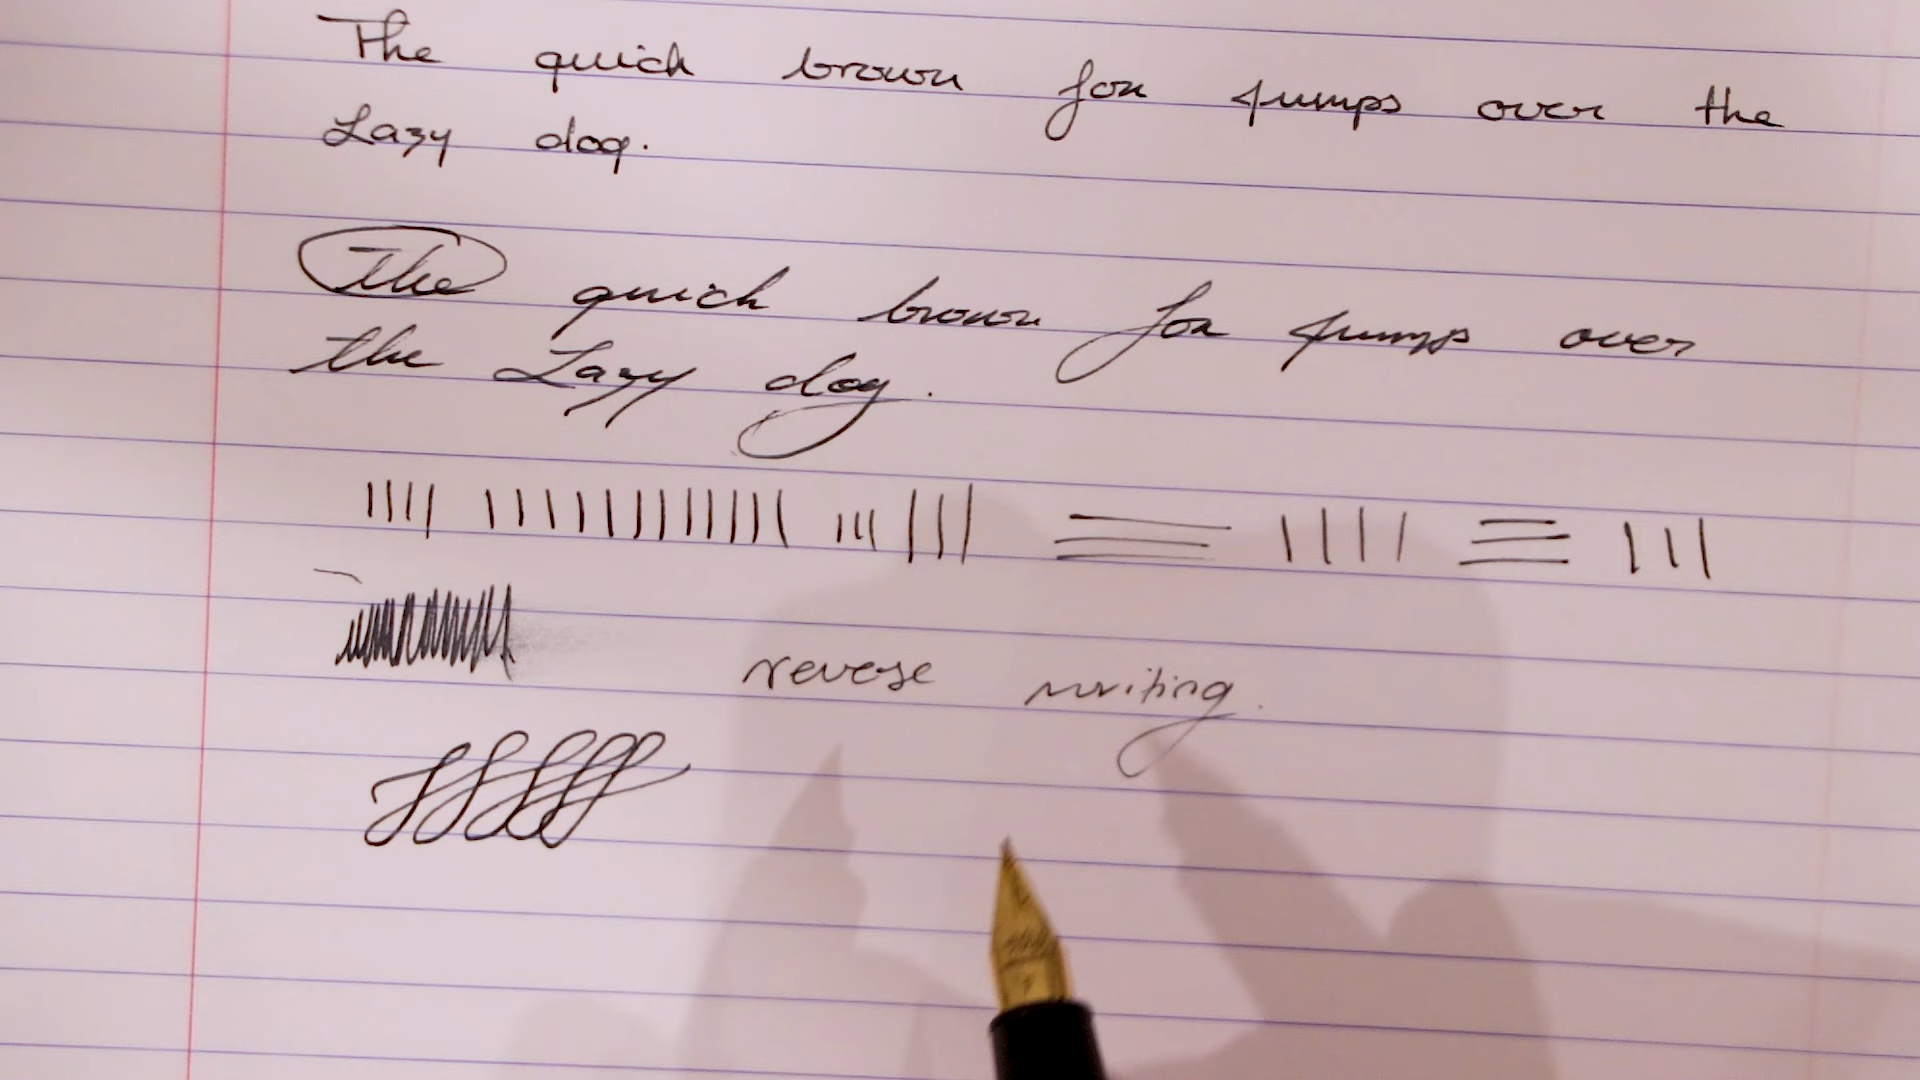 The quick brown fox jumps over the
Lazy dog.
The quick brown fox jumps over
the Lazy dog.
reverse writing.